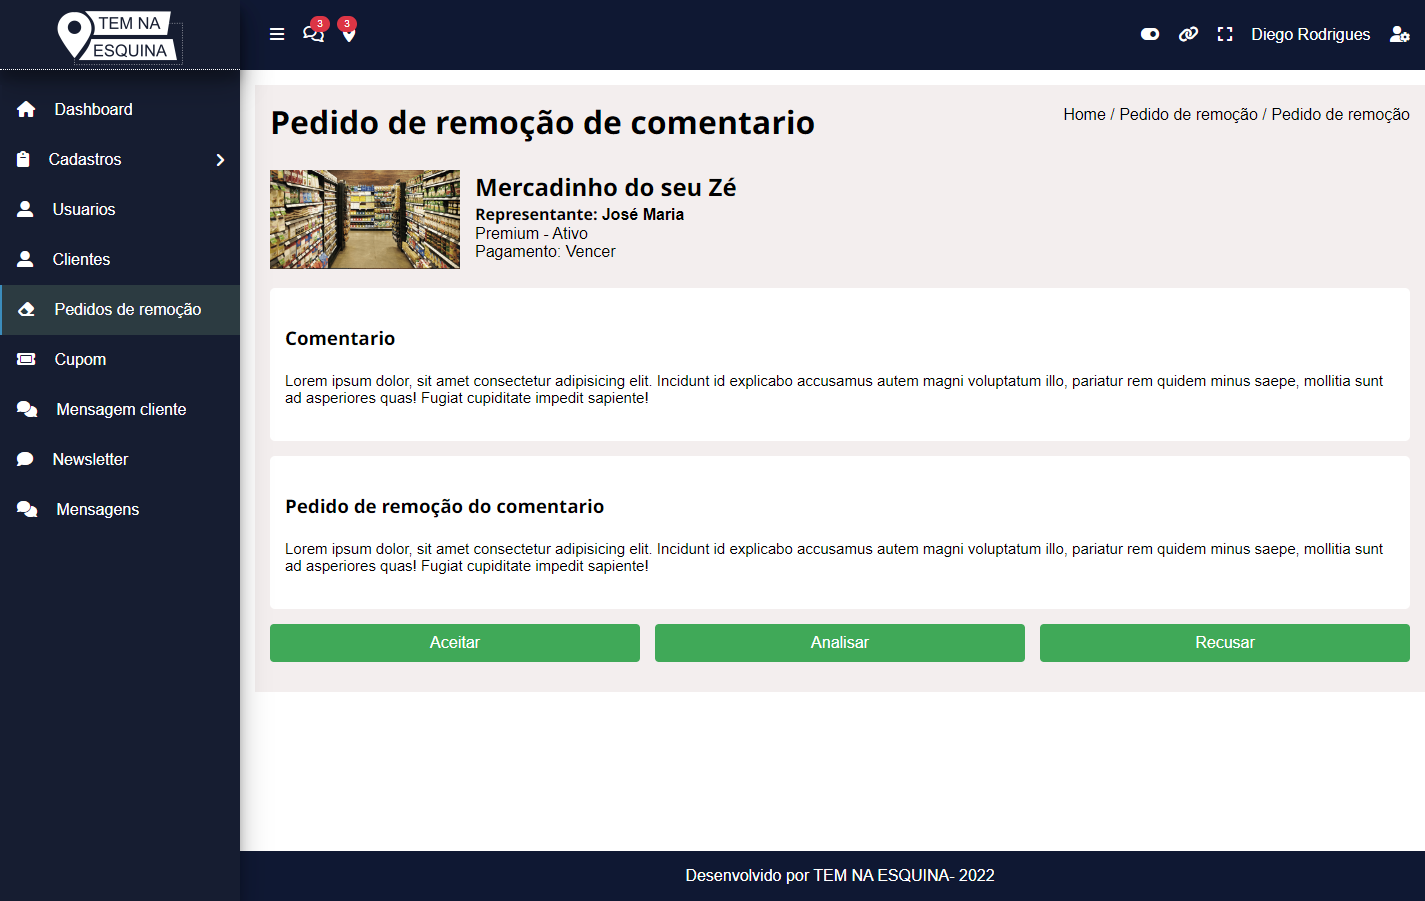 TEM NA
ESQUINA
3
3
Diego Rodrigues
Dashboard
Cadastros
Usuarios
Clientes
Pedidos de remoção
Cupom
Mensagem cliente
Newsletter
Mensagens
Pedido de remoção de comentario
Home / Pedido de remoção / Pedido de remoção
Mercadinho do seu Zé
Representante: José Maria
Premium - Ativo
Pagamento: Vencer
Comentario
Lorem ipsum dolor, sit amet consectetur adipisicing elit. Incidunt id explicabo accusamus autem magni voluptatum illo, pariatur rem quidem minus saepe, mollitia sunt
ad asperiores quas! Fugiat cupiditate impedit sapiente!
Pedido de remoção do comentario
Lorem ipsum dolor, sit amet consectetur adipisicing elit. Incidunt id explicabo accusamus autem magni voluptatum illo, pariatur rem quidem minus saepe, mollitia sunt
ad asperiores quas! Fugiat cupiditate impedit sapiente!
Aceitar
Analisar
Recusar
Desenvolvido por TEM NA ESQUINA- 2022